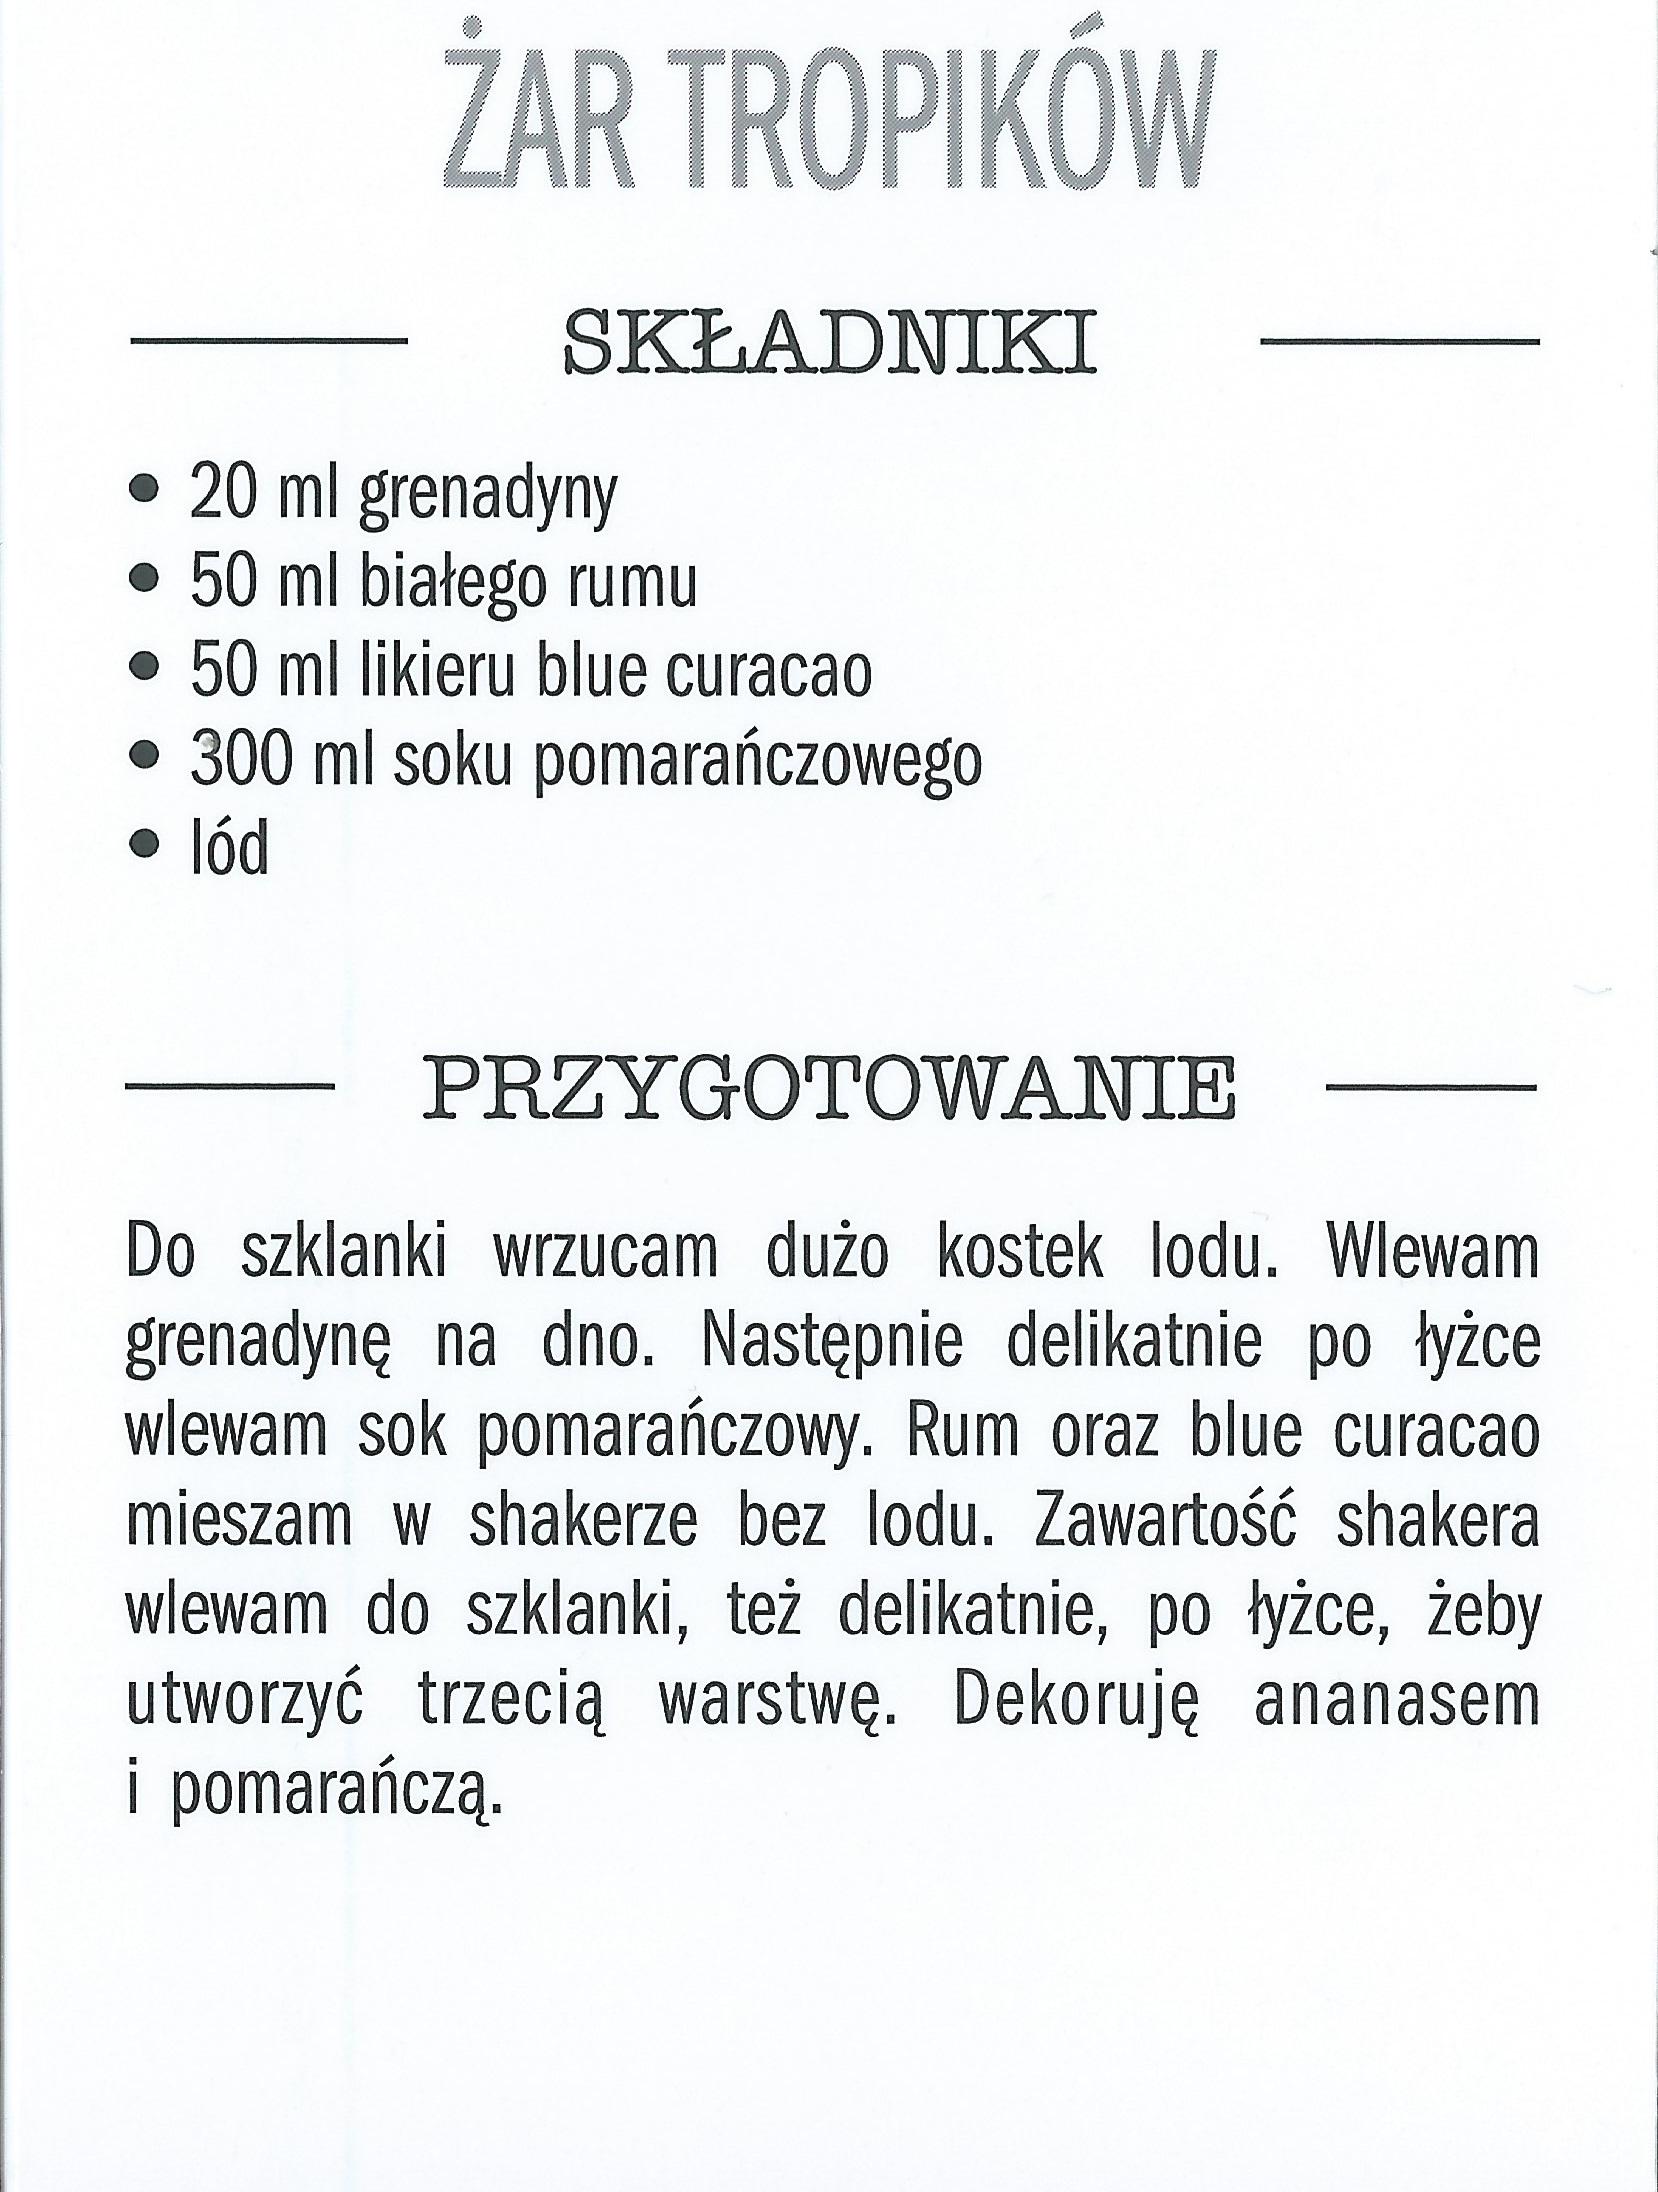 ŻAR TROPIKÓW
SKŁADNIKI
• 20 ml grenadyny
• 50 ml białego rumu
• 50 ml likieru blue curacao
• 300 ml soku pomarańczowego
• lód
PRZYGOTOWANIE
Do szklanki wrzucam dużo kostek lodu. Wlewam
grenadynę na dno. Następnie delikatnie po łyżce
wlewam sok pomarańczowy. Rum oraz blue curacao
mieszam w shakerze bez lodu. Zawartość shakera
wlewam do szklanki, też delikatnie, po łyżce, żeby
utworzyć trzecią warstwę. Dekoruję ananasem
i pomarańczą.